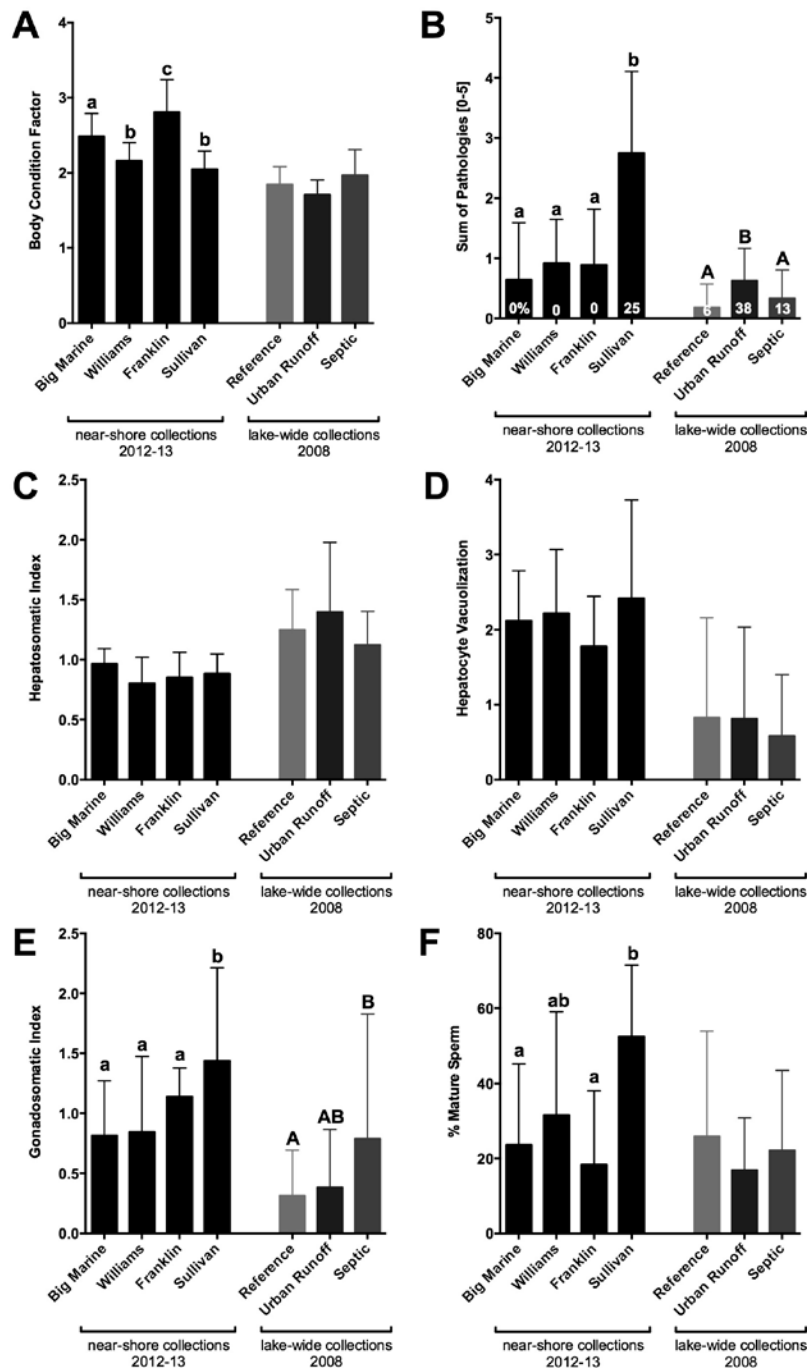 A
Body Condition Factor
4
3
2
1
0
a
b
c
b
Big Marine
Williams
Franklin
Sullivan
Reference
Urban Runoff
Septic
near-shore collections
2012-13
lake-wide collections
2008
B
Sum of Pathologies [0-5]
5
4
3
2
1
0
a
a
a
b
A
B
A
0%
0
0
25
6
38
13
Big Marine
Williams
Franklin
Sullivan
Reference
Urban Runoff
Septic
near-shore collections
2012-13
lake-wide collections
2008
C
Hepatosomatic Index
2.5
2.0
1.5
1.0
0.5
0.0
Big Marine
Williams
Franklin
Sullivan
Reference
Urban Runoff
Septic
near-shore collections
2012-13
lake-wide collections
2008
D
Hepatocyte Vacuolization
4
3
2
1
0
Big Marine
Williams
Franklin
Sullivan
Reference
Urban Runoff
Septic
near-shore collections
2012-13
lake-wide collections
2008
E
Gonadosomatic Index
2.5
2.0
1.5
1.0
0.5
0.0
a
a
a
b
A
AB
B
Big Marine
Williams
Franklin
Sullivan
Reference
Urban Runoff
Septic
near-shore collections
2012-13
lake-wide collections
2008
F
% Mature Sperm
80
60
40
20
0
a
ab
a
b
Big Marine
Williams
Franklin
Sullivan
Reference
Urban Runoff
Septic
near-shore collections
2012-13
lake-wide collections
2008